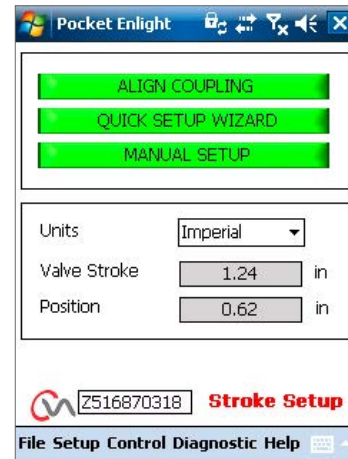 Pocket Enlight
ALIGN COUPLING
QUICK SETUP WIZARD
MANUAL SETUP
Units Imperial
Valve Stroke 1.24 in
Position 0.62 in
Z516870318 Stroke Setup
File Setup Control Diagnostic Help